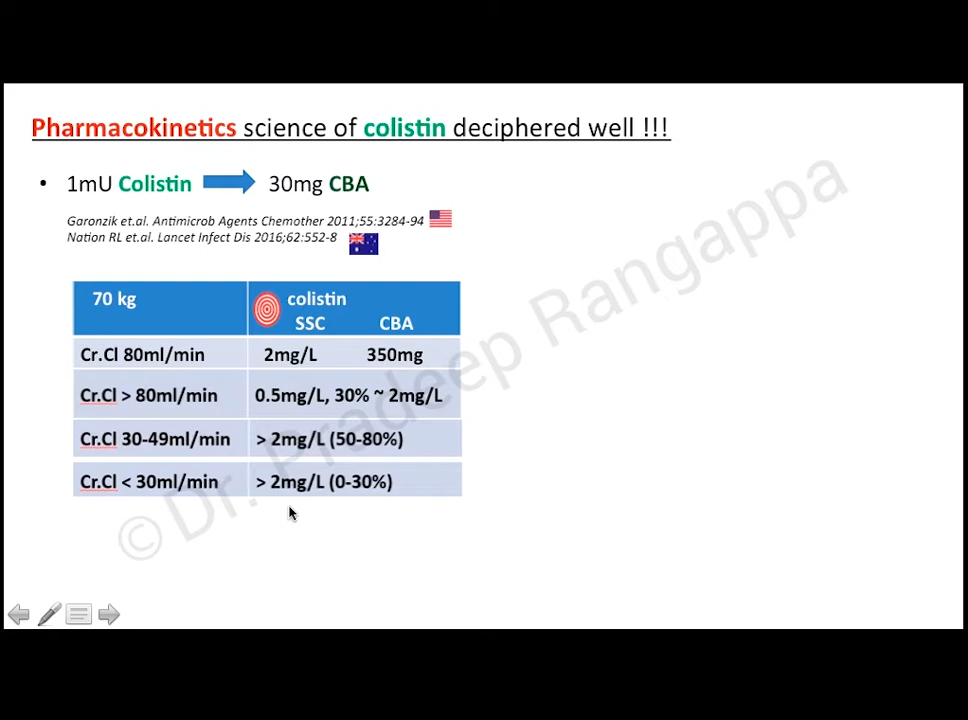 Pharmacokinetics science of colistin deciphered well !!!
• 1mU Colistin 30mg CBA
Garonzik et.al. Antimicrob Agents Chemother 2011;55:3284-94
Nation RL et.al. Lancet Infect Dis 2016;62:552-8
70 kg colistin
SSC CBA
Cr.Cl 80ml/min 2mg/L 350mg
Cr.Cl > 80ml/min 0.5mg/L, 30% ~ 2mg/L
Cr.Cl 30-49ml/min > 2mg/L (50-80%)
Cr.Cl < 30ml/min > 2mg/L (0-30%)
© Dr. Pradeep Rangappa